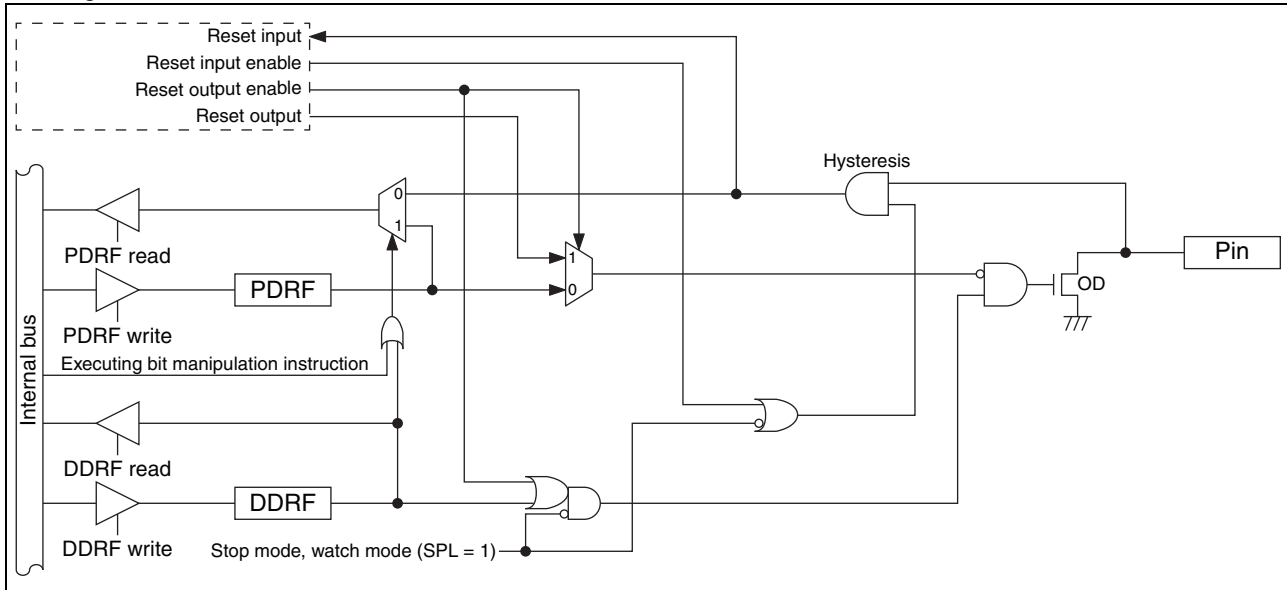 Reset input
Reset input enable
Reset output enable
Reset output
Hysteresis
0
1
PDRF read
1
0
Pin
OD
PDRF
PDRF write
Executing bit manipulation instruction
Internal bus
DDRF read
DDRF
DDRF write
Stop mode, watch mode (SPL = 1)